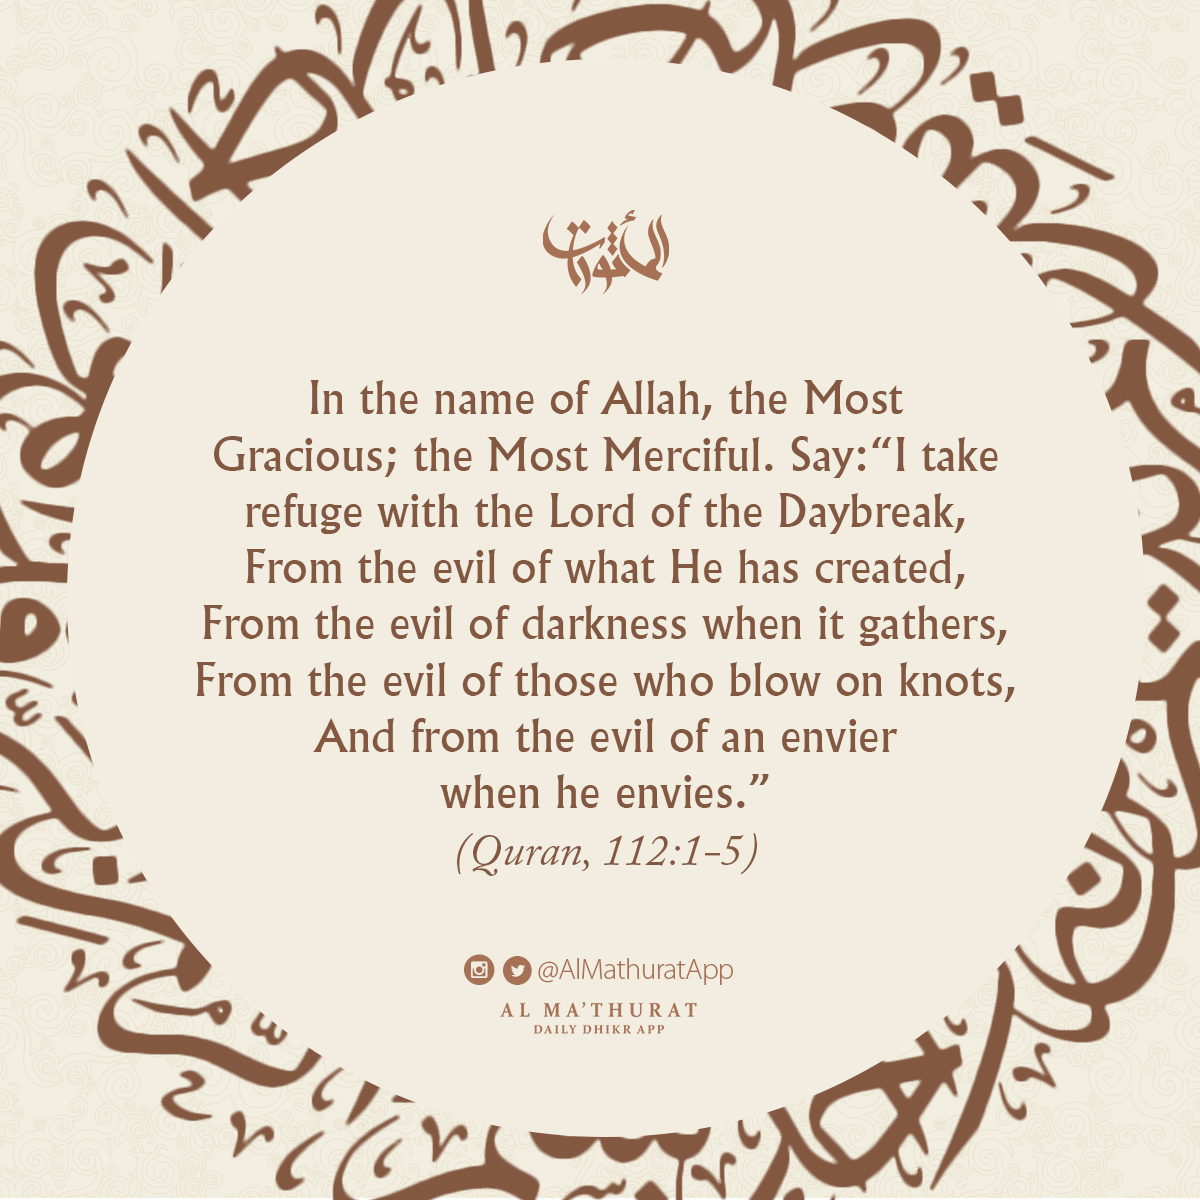 المأثورات
In the name of Allah, the Most
Gracious; the Most Merciful. Say:“I take
refuge with the Lord of the Daybreak,
From the evil of what He has created,
From the evil of darkness when it gathers,
From the evil of those who blow on knots,
And from the evil of an envier
when he envies.”
(Quran, 112:1-5)
@AlMathuratApp
AL MA’THURAT
DAILY DHIKR APP